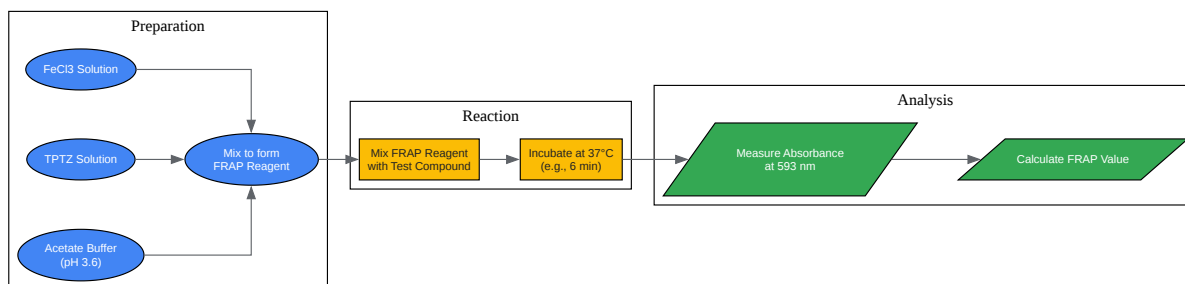 Preparation
FeCl3 Solution
TPTZ Solution
Acetate Buffer
(pH 3.6)
Mix to form
FRAP Reagent
Reaction
Mix FRAP Reagent
with Test Compound
Incubate at 37°C
(e.g., 6 min)
Analysis
Measure Absorbance
at 593 nm
Calculate FRAP Value